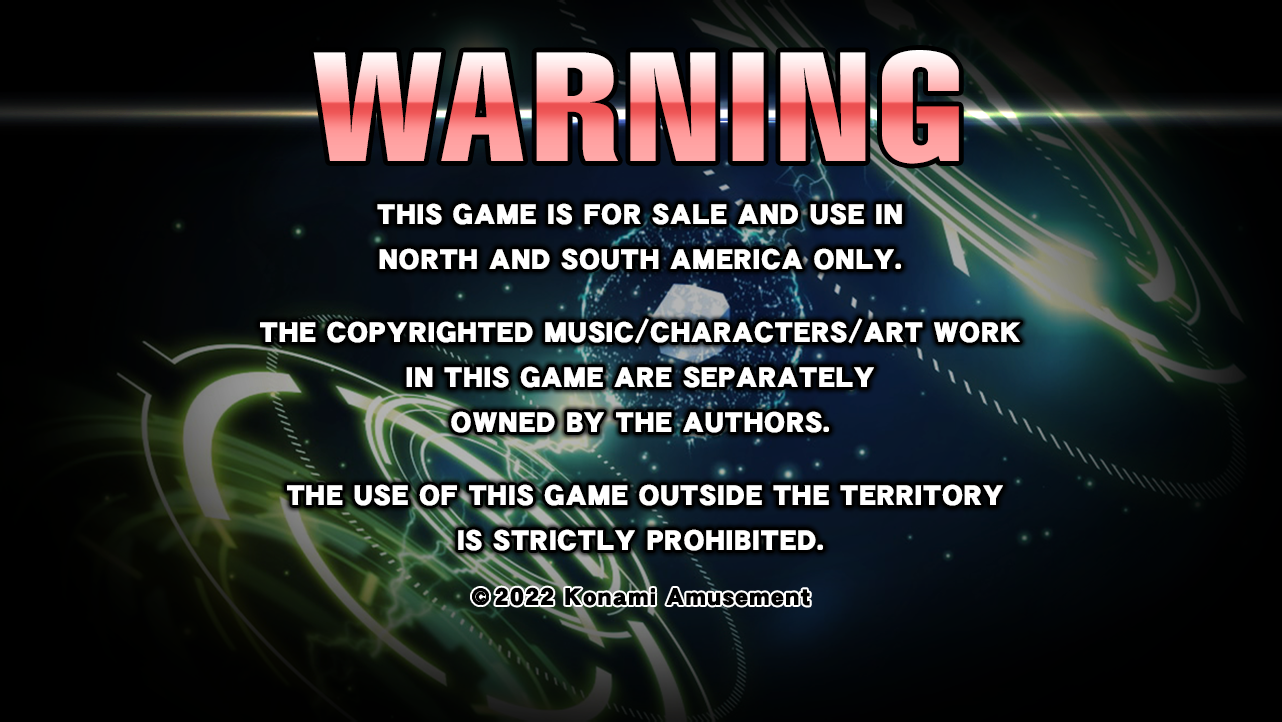 WARNING
THIS GAME IS FOR SALE AND USE IN
NORTH AND SOUTH AMERICA ONLY.
THE COPYRIGHTED MUSIC/CHARACTERS/ART WORK
IN THIS GAME ARE SEPARATELY
OWNED BY THE AUTHORS.
THE USE OF THIS GAME OUTSIDE THE TERRITORY
IS STRICTLY PROHIBITED.
©2022 Konami Amusement